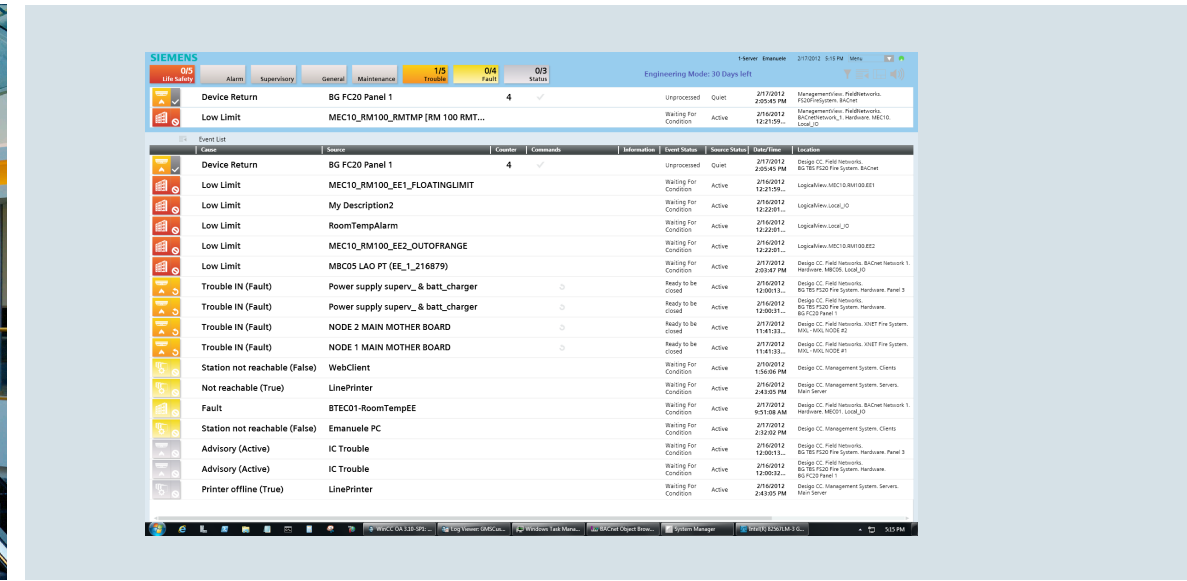 SIEMENS
1-Server Emanuele 2/17/2012 5:15 PM Menu
0/5 Life Safety Alarm Supervisory General Maintenance 1/5 Trouble 0/4 Fault 0/3 Status
Engineering Mode: 30 Days left
Device Return BG FC20 Panel 1 4 Unprocessed Quiet 2/17/2012 2:05:45 PM ManagementView. FieldNetworks. FS20FireSystem. BACnet
Low Limit MEC10_RM100_RMTMP [RM 100 RMT... Waiting For Condition Active 2/16/2012 12:21:59... ManagementView. FieldNetworks. BACnetNetwork_1. Hardware. MEC10. Local_IO
Event List
Cause Source Counter Commands Information Event Status Source Status Date/Time Location
Device Return BG FC20 Panel 1 4 Unprocessed Quiet 2/17/2012 2:05:45 PM Desigo CC. Field Networks. BG TBS FS20 Fire System. BACnet
Low Limit MEC10_RM100_EE1_FLOATINGLIMIT Waiting For Condition Active 2/16/2012 12:21:59... LogicalView.MEC10.RM100.EE1
Low Limit My Description2 Waiting For Condition Active 2/16/2012 12:22:01... LogicalView.Local_IO
Low Limit RoomTempAlarm Waiting For Condition Active 2/16/2012 12:22:01... LogicalView.Local_IO
Low Limit MEC10_RM100_EE2_OUTOFRANGE Waiting For Condition Active 2/16/2012 12:22:01... LogicalView.MEC10.RM100.EE2
Low Limit MBC05 LAO PT (EE_1_216879) Waiting For Condition Active 2/17/2012 2:03:47 PM Desigo CC. Field Networks. BACnet Network 1. Hardware. MBC05. Local_IO
Trouble IN (Fault) Power supply superv_ & batt_charger Ready to be closed Active 2/16/2012 12:00:13... Desigo CC. Field Networks. BG TBS FS20 Fire System. Hardware. Panel 3
Trouble IN (Fault) Power supply superv_ & batt_charger Ready to be closed Active 2/16/2012 12:00:31... Desigo CC. Field Networks. BG TBS FS20 Fire System. Hardware. BG FC20 Panel 1
Trouble IN (Fault) NODE 2 MAIN MOTHER BOARD Ready to be closed Active 2/17/2012 11:41:33... Desigo CC. Field Networks. XNET Fire System. MXL - MXL NODE #2
Trouble IN (Fault) NODE 1 MAIN MOTHER BOARD Ready to be closed Active 2/17/2012 11:41:33... Desigo CC. Field Networks. XNET Fire System. MXL - MXL NODE #1
Station not reachable (False) WebClient Waiting For Condition Active 2/10/2012 1:56:06 PM Desigo CC. Management System. Clients
Not reachable (True) LinePrinter Waiting For Condition Active 2/16/2012 2:43:05 PM Desigo CC. Management System. Servers. Main Server
Fault BTEC01-RoomTempEE Waiting For Condition Active 2/17/2012 9:51:08 AM Desigo CC. Field Networks. BACnet Network 1. Hardware. MEC01. Local_IO
Station not reachable (False) Emanuele PC Waiting For Condition Active 2/17/2012 2:32:02 PM Desigo CC. Management System. Clients
Advisory (Active) IC Trouble Waiting For Condition Active 2/16/2012 12:00:13... Desigo CC. Field Networks. BG TBS FS20 Fire System. Hardware. Panel 3
Advisory (Active) IC Trouble Waiting For Condition Active 2/16/2012 12:00:32... Desigo CC. Field Networks. BG TBS FS20 Fire System. Hardware. BG FC20 Panel 1
Printer offline (True) LinePrinter Waiting For Condition Active 2/16/2012 2:43:05 PM Desigo CC. Management System. Servers. Main Server
WinCC OA 3.10-SP1: ... Log Viewer: GMSCus... Windows Task Mana... BACnet Object Brow... System Manager Intel(R) 82567LM-3 G... 5:15 PM